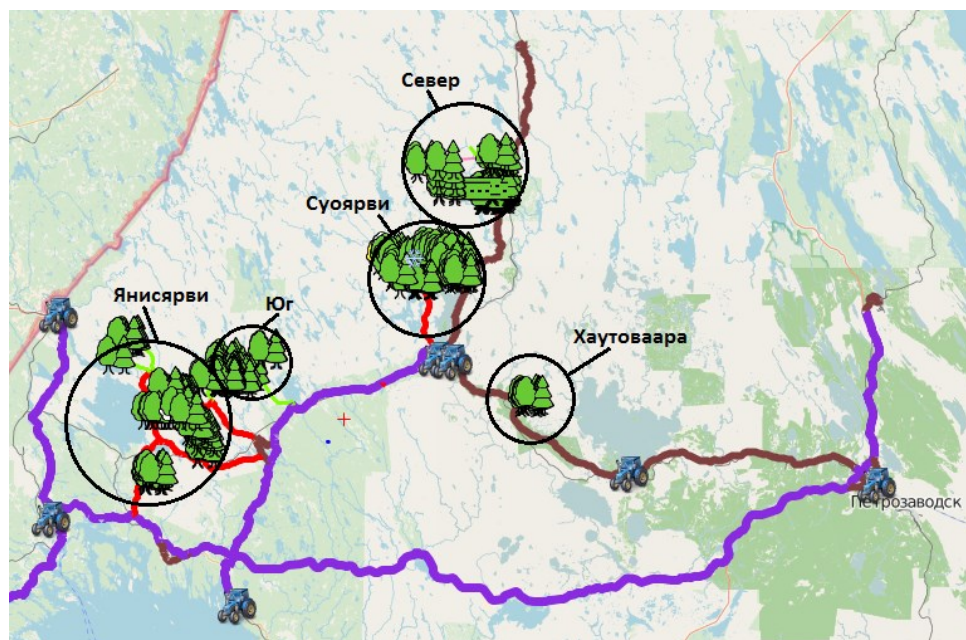 Север
Суоярви
Янисярви
Юг
Хаутоваара
Петрозаводск